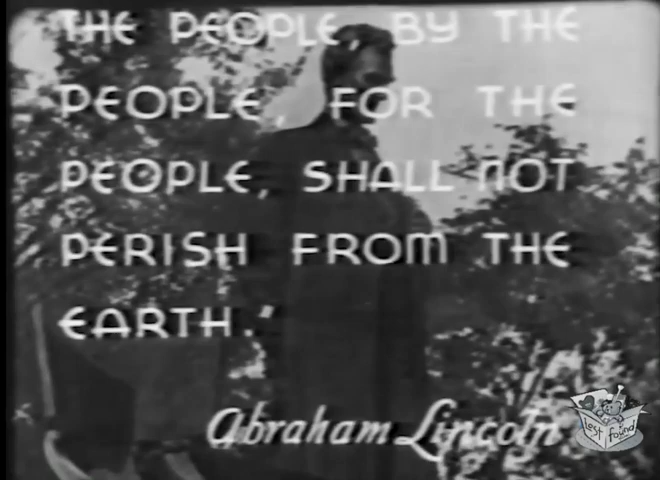 THE PEOPLE, BY THE
PEOPLE, FOR THE
PEOPLE, SHALL NOT
PERISH FROM THE
EARTH."
Abraham Lincoln
Lost found